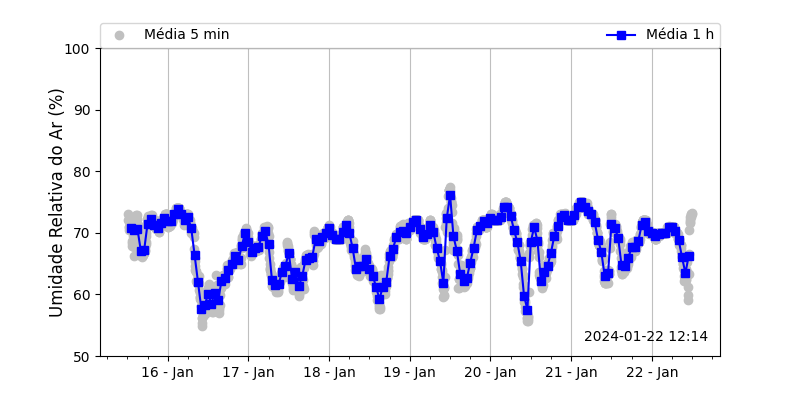 Média 5 min
Média 1 h
Umidade Relativa do Ar (%)
100
90
80
70
60
50
2024-01-22 12:14
16 - Jan
17 - Jan
18 - Jan
19 - Jan
20 - Jan
21 - Jan
22 - Jan